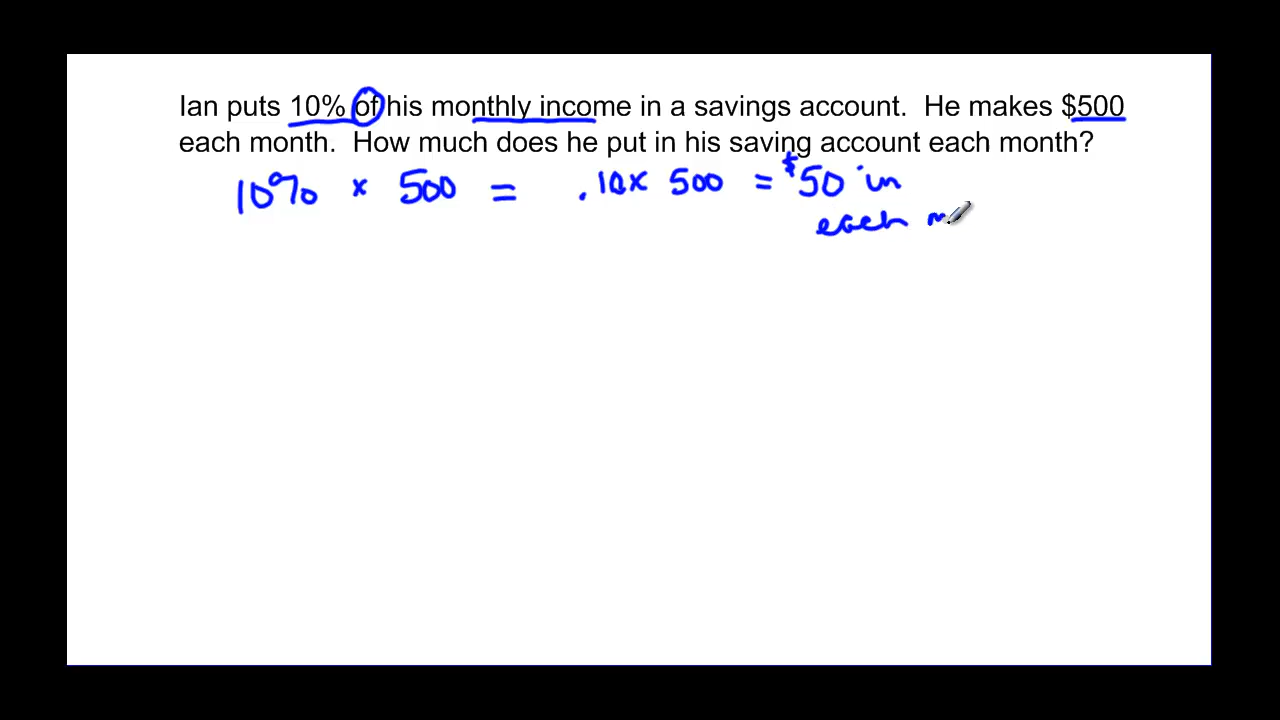 Ian puts 10% of his monthly income in a savings account. He makes $500
each month. How much does he put in his saving account each month?
10% × 500 = .10 × 500 = $50 in
each m